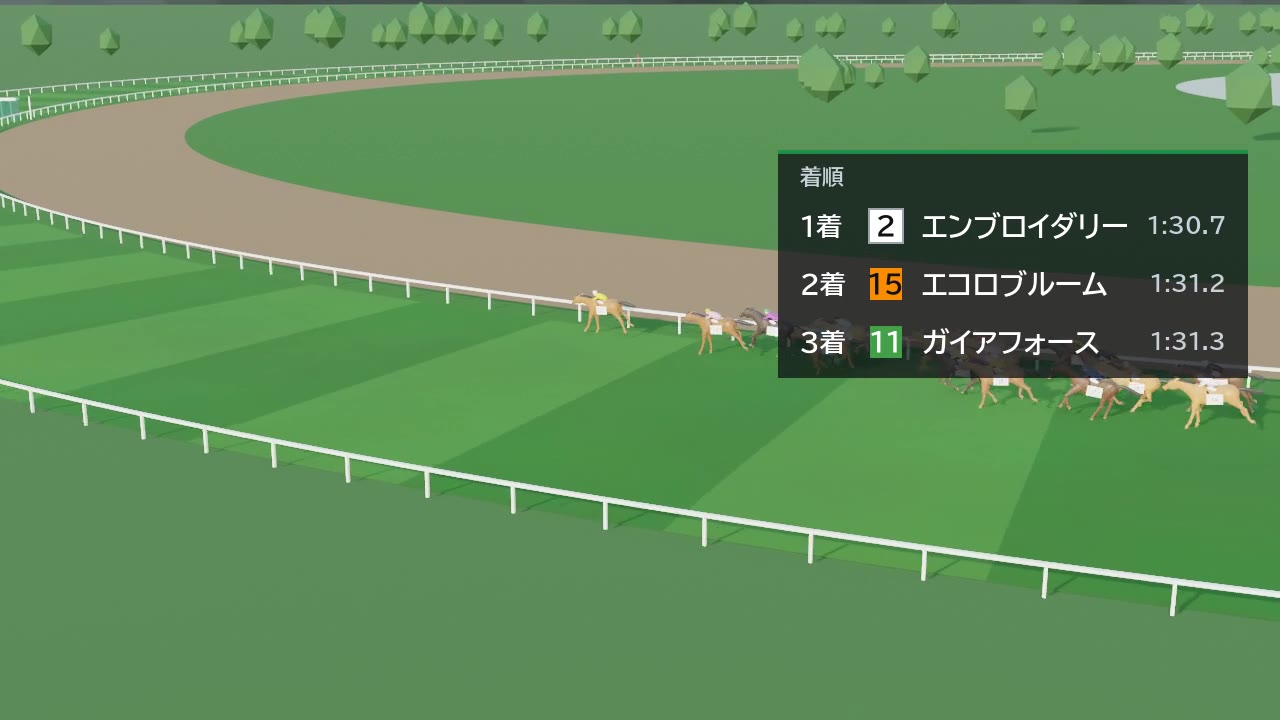 着順
1着 2 エンブロイダリー 1:30.7
2着 15 エコロブルーム 1:31.2
3着 11 ガイアフォース 1:31.3